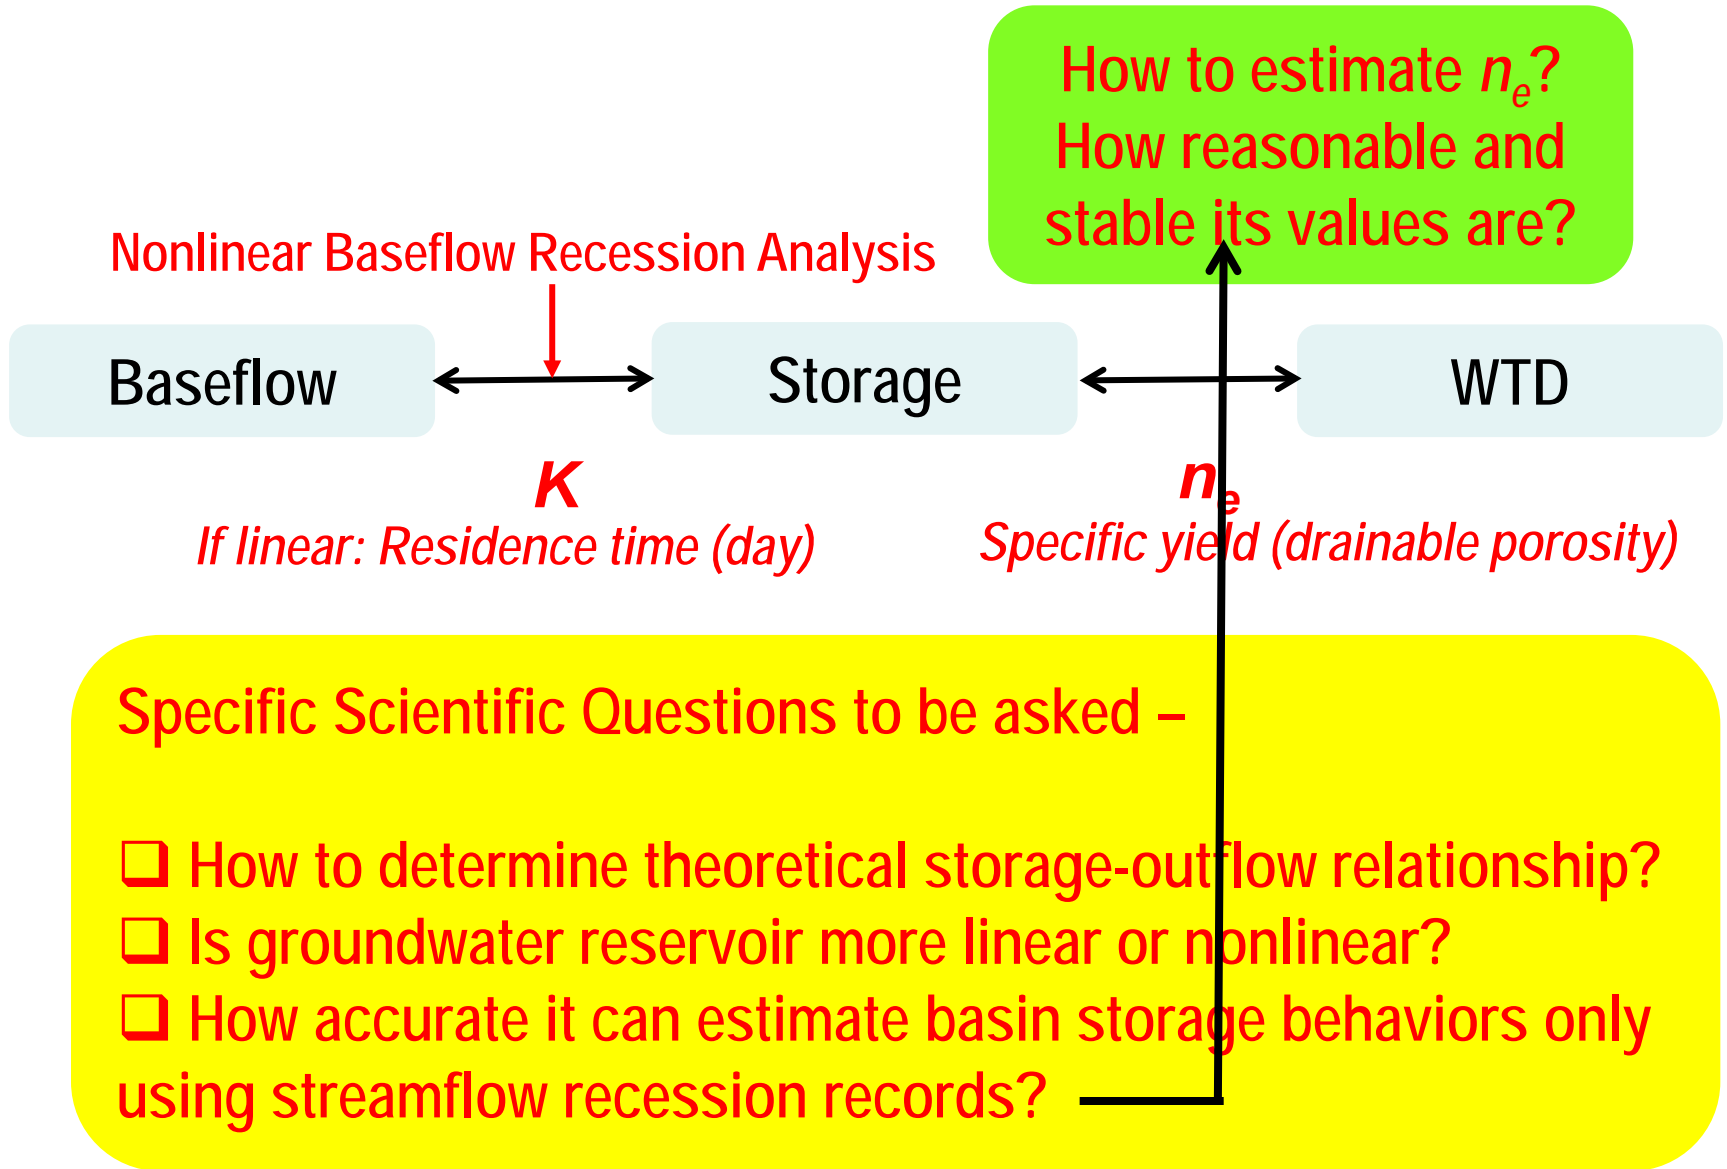 How to estimate nₑ?
How reasonable and
stable its values are?
Nonlinear Baseflow Recession Analysis
Baseflow
Storage
WTD
K
If linear: Residence time (day)
nₑ
Specific yield (drainable porosity)
Specific Scientific Questions to be asked –
❑ How to determine theoretical storage-outflow relationship?
❑ Is groundwater reservoir more linear or nonlinear?
❑ How accurate it can estimate basin storage behaviors only
using streamflow recession records?